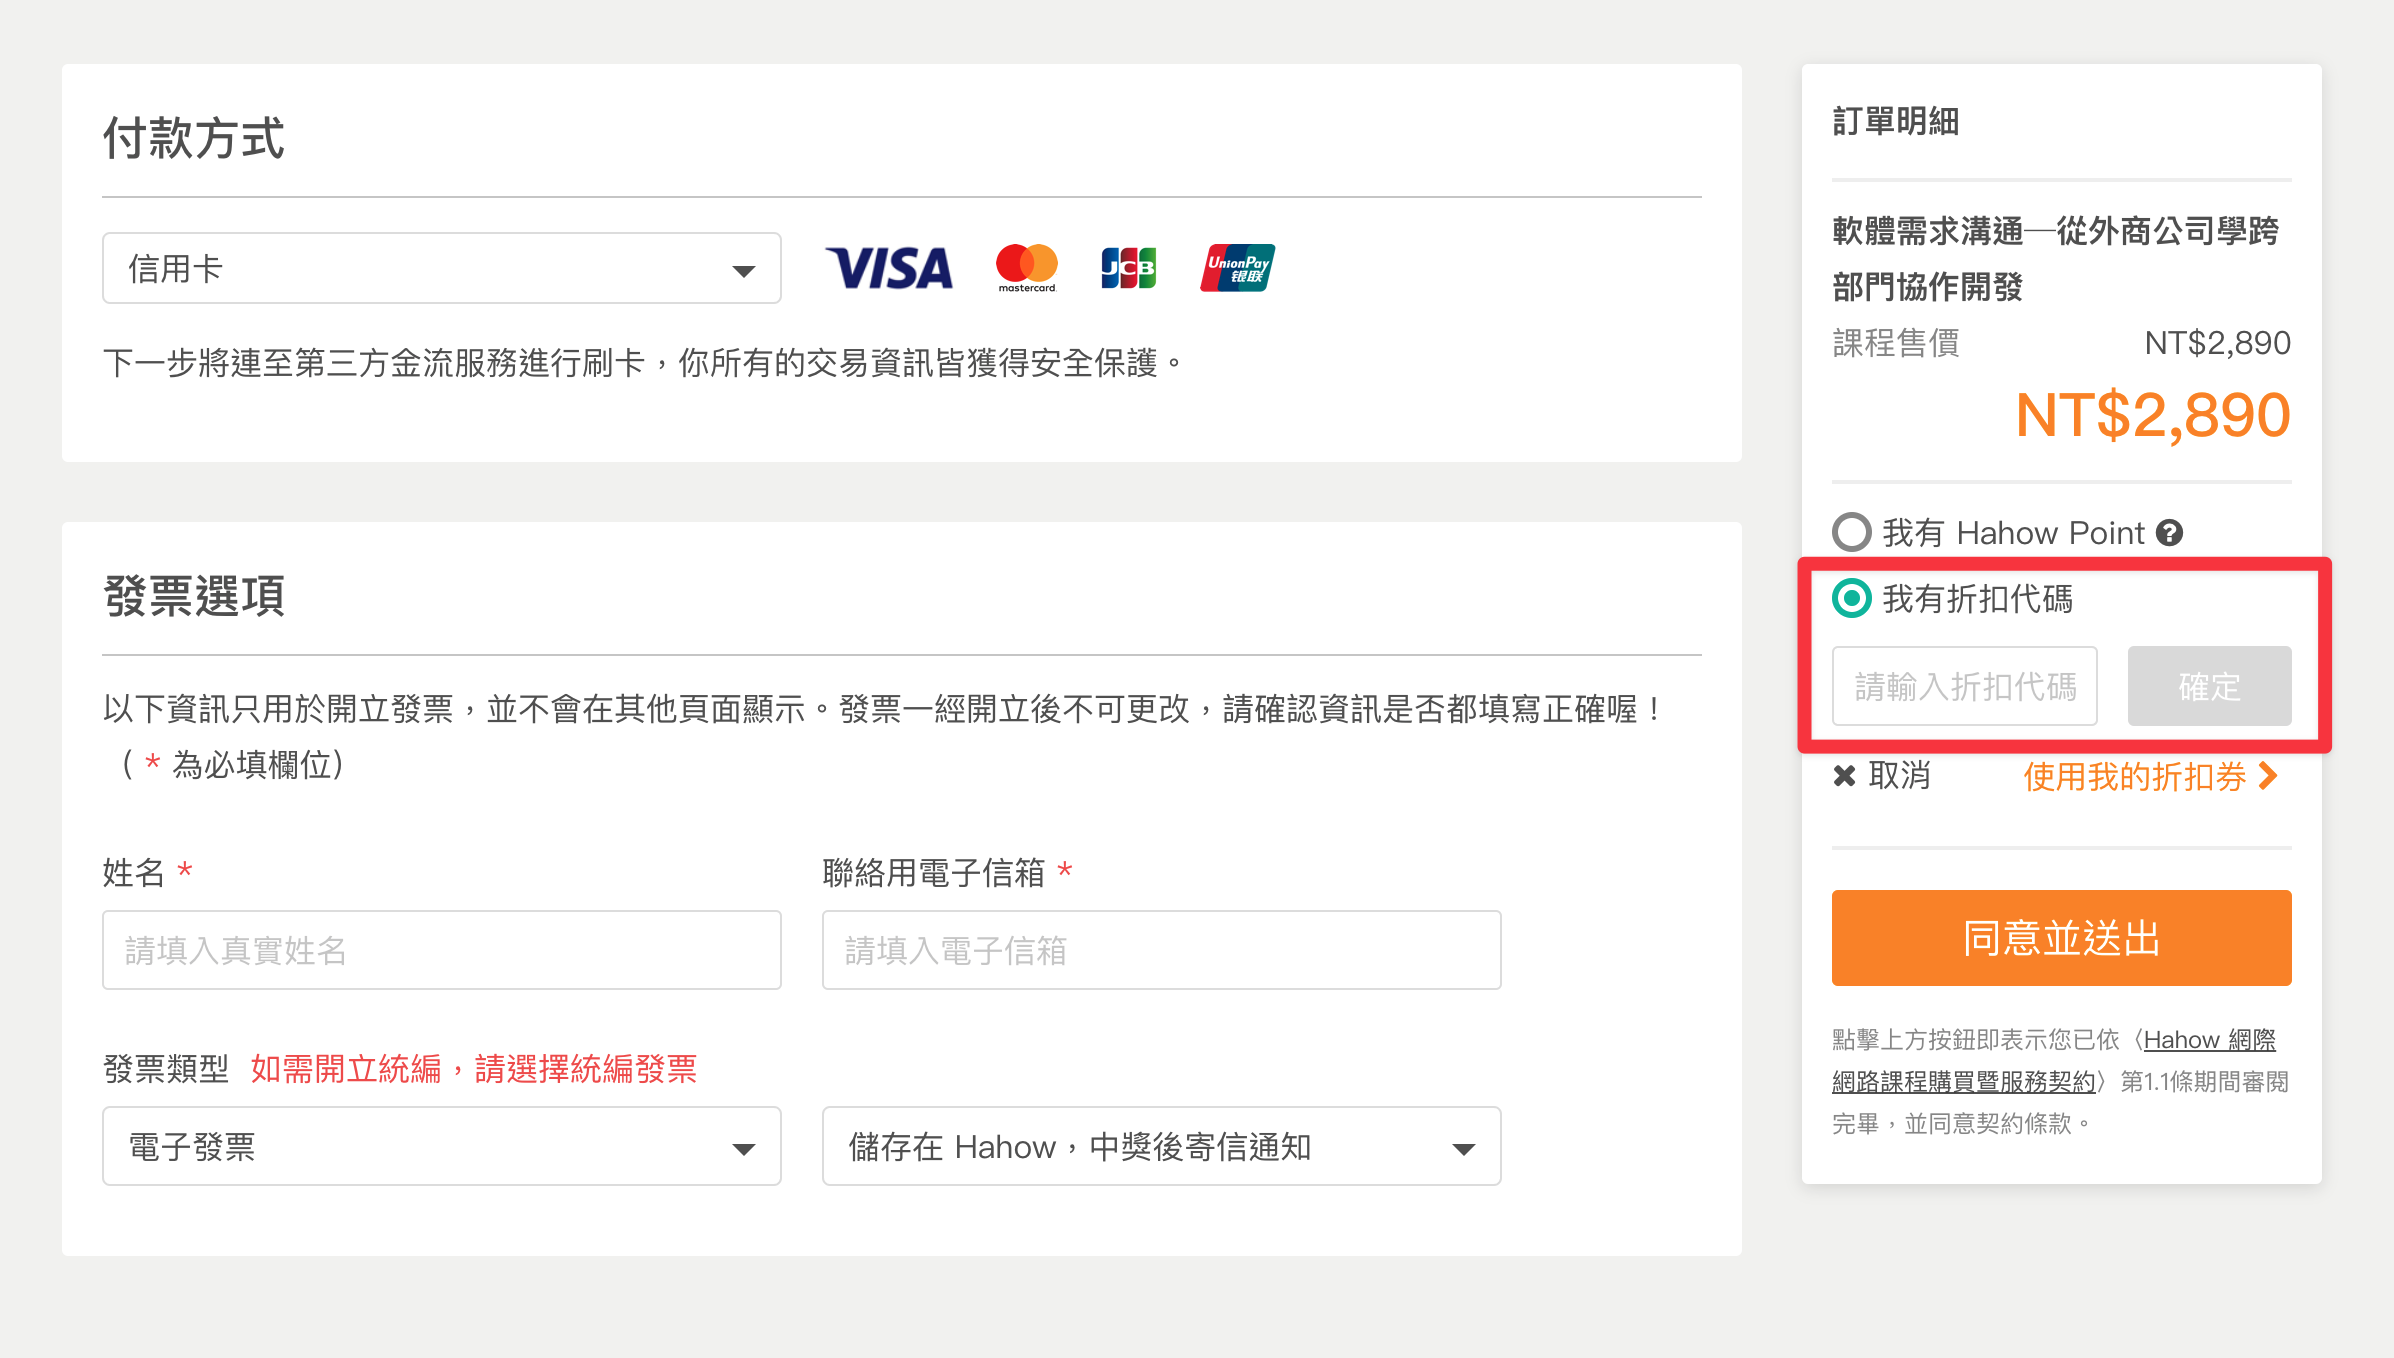 付款方式
信用卡
VISA
mastercard.
JCB
UnionPay
银联
下一步將連至第三方金流服務進行刷卡，你所有的交易資訊皆獲得安全保護。
發票選項
以下資訊只用於開立發票，並不會在其他頁面顯示。發票一經開立後不可更改，請確認資訊是否都填寫正確喔！
（ * 為必填欄位）
姓名 *
聯絡用電子信箱 *
請填入真實姓名
請填入電子信箱
發票類型 如需開立統編，請選擇統編發票
電子發票
儲存在 Hahow，中獎後寄信通知
訂單明細
軟體需求溝通—從外商公司學跨
部門協作開發
課程售價 NT$2,890
NT$2,890
我有 Hahow Point ?
我有折扣代碼
請輸入折扣代碼 確定
✖ 取消 使用我的折扣券
同意並送出
點擊上方按鈕即表示您已依〈Hahow 網際
網路課程購買暨服務契約〉第1.1條期間審閱
完畢，並同意契約條款。